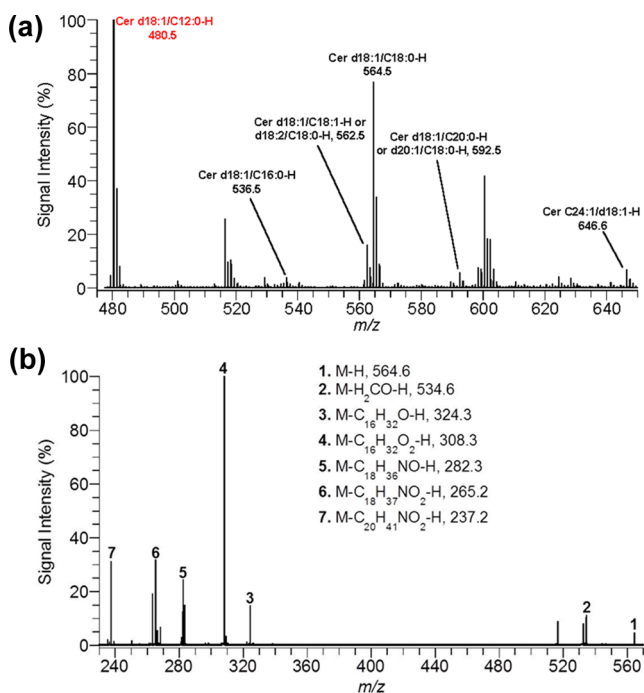 (a)
Signal Intensity (%)
100
80
60
40
20
0
Cer d18:1/C12:0-H
480.5
Cer d18:1/C16:0-H
536.5
Cer d18:1/C18:1-H or
d18:2/C18:0-H, 562.5
Cer d18:1/C18:0-H
564.5
Cer d18:1/C20:0-H
or d20:1/C18:0-H, 592.5
Cer C24:1/d18:1-H
646.6
480 500 520 540 560 580 600 620 640
m/z
(b)
Signal Intensity (%)
100
80
60
40
20
0
7
6
5
4
3
2
1
1. M-H, 564.6
2. M-H2CO-H, 534.6
3. M-C16H32O-H, 324.3
4. M-C16H32O2-H, 308.3
5. M-C18H36NO-H, 282.3
6. M-C18H37NO2-H, 265.2
7. M-C20H41NO2-H, 237.2
240 280 320 360 400 440 480 520 560
m/z